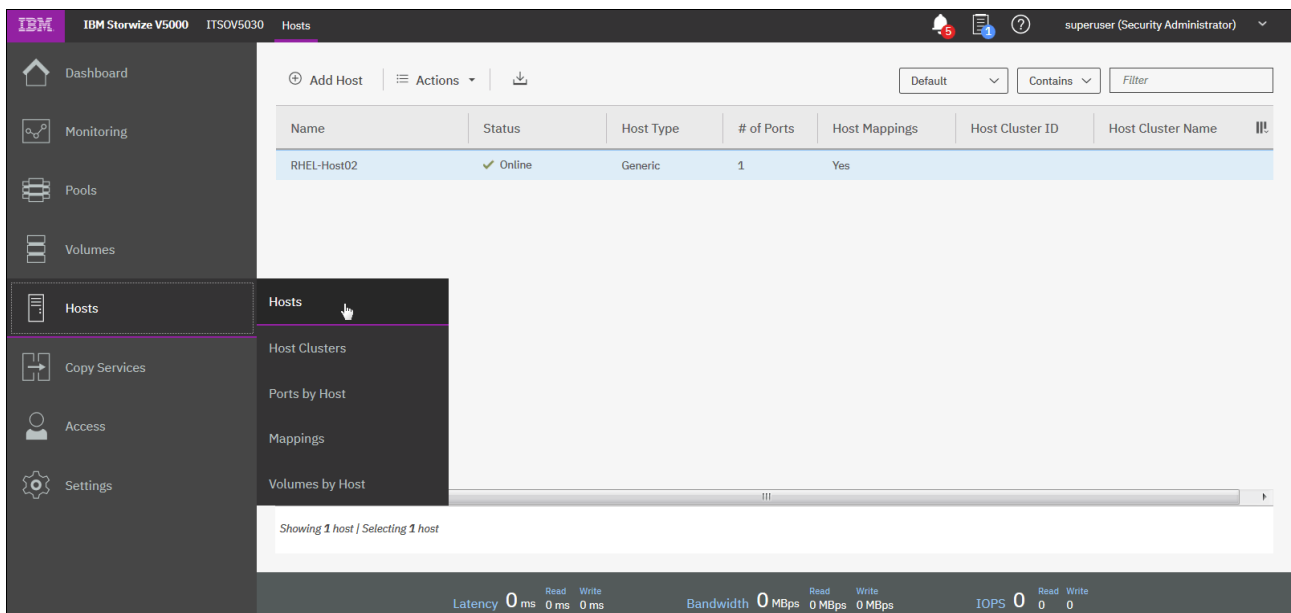 IBM IBM Storwize V5000 ITSOV5030 Hosts 5 1 superuser (Security Administrator)
Dashboard
Monitoring
Pools
Volumes
Hosts
Copy Services
Access
Settings
Hosts
Host Clusters
Ports by Host
Mappings
Volumes by Host
Add Host Actions Default Contains Filter
Name Status Host Type # of Ports Host Mappings Host Cluster ID Host Cluster Name
RHEL-Host02 Online Generic 1 Yes
Showing 1 host | Selecting 1 host
Read Write Read Write Read Write
Latency 0 ms 0 ms 0 ms Bandwidth 0 MBps 0 MBps 0 MBps IOPS 0 0 0